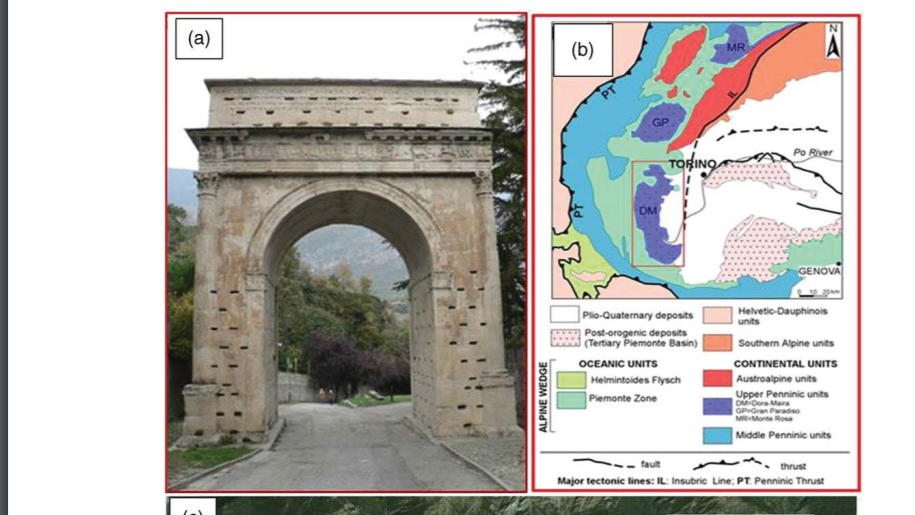 (a)
(b)
N
MR
PT
IL
GP
TORINO
Po River
PT
DM
GENOVA
0 10 20km
Plio-Quaternary deposits
Helvetic-Dauphinois
units
Post-orogenic deposits
(Tertiary Piemonte Basin)
Southern Alpine units
ALPINE WEDGE
OCEANIC UNITS
CONTINENTAL UNITS
Helmintoides Flysch
Austroalpine units
Piemonte Zone
Upper Penninic units
DM=Dora-Maira
GP=Gran Paradiso
MR=Monte Rosa
Middle Penninic units
fault
thrust
Major tectonic lines: IL: Insubric Line; PT: Penninic Thrust